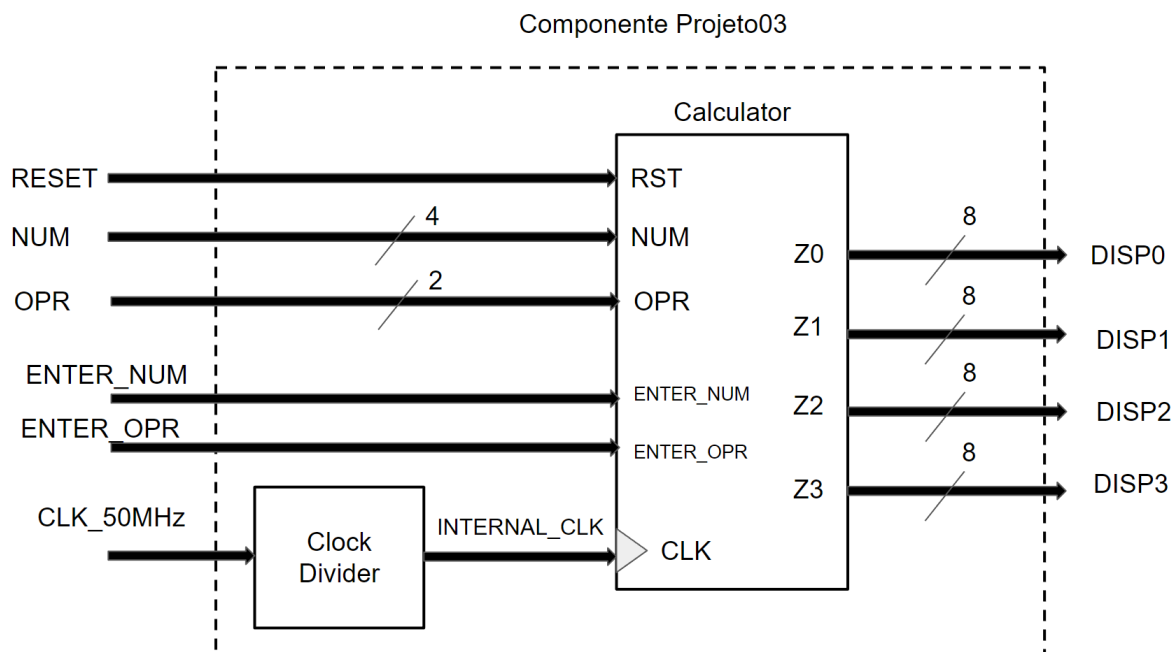 Componente Projeto03
Calculator
RESET
RST
4
NUM
NUM
8
Z0
DISP0
2
OPR
OPR
8
Z1
DISP1
ENTER_NUM
ENTER_NUM
8
Z2
DISP2
ENTER_OPR
ENTER_OPR
8
Z3
DISP3
CLK_50MHz
Clock
Divider
INTERNAL_CLK
CLK